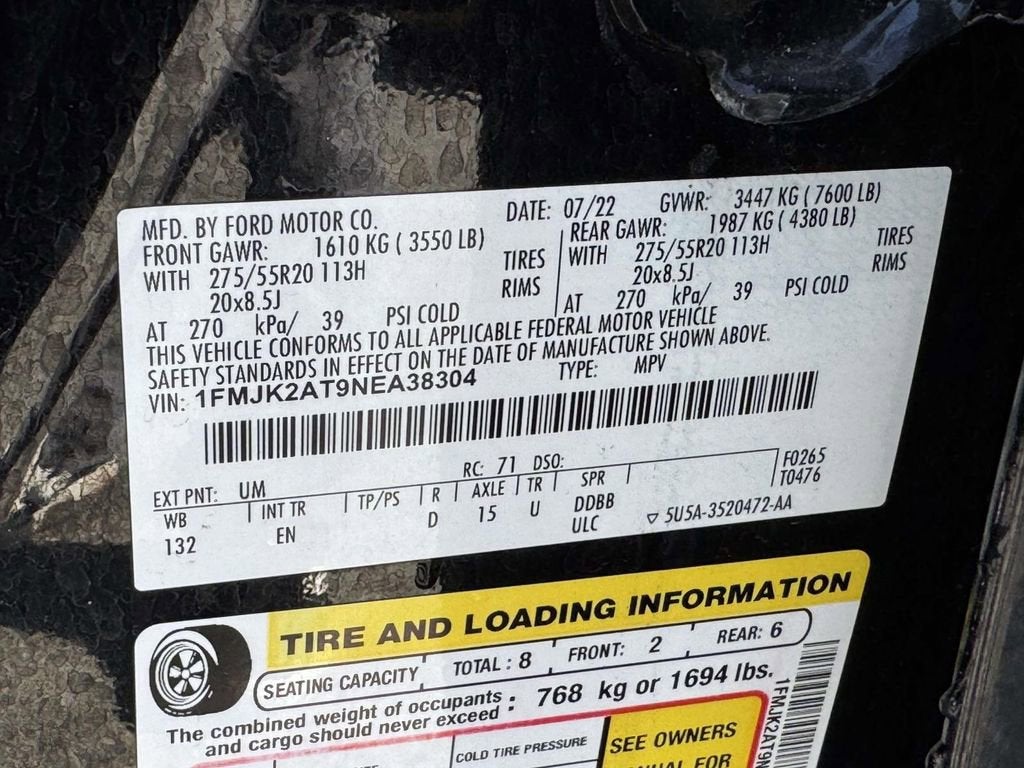 MFD. BY FORD MOTOR CO. DATE: 07/22 GVWR: 3447 KG ( 7600 LB)
FRONT GAWR: 1610 KG ( 3550 LB) REAR GAWR: 1987 KG ( 4380 LB)
WITH 275/55R20 113H TIRES WITH 275/55R20 113H TIRES
20x8.5J RIMS 20x8.5J RIMS
AT 270 kPa/ 39 PSI COLD AT 270 kPa/ 39 PSI COLD
THIS VEHICLE CONFORMS TO ALL APPLICABLE FEDERAL MOTOR VEHICLE
SAFETY STANDARDS IN EFFECT ON THE DATE OF MANUFACTURE SHOWN ABOVE.
VIN: 1FMJK2AT9NEA38304 TYPE: MPV
EXT PNT: UM RC: 71 DSO: F0265
WB INT TR TP/PS R AXLE TR SPR T0476
132 EN D 15 U DDBB
ULC ▽ 5U5A-3520472-AA
TIRE AND LOADING INFORMATION
SEATING CAPACITY TOTAL : 8 FRONT: 2 REAR: 6
The combined weight of occupants and cargo should never exceed : 768 kg or 1694 lbs.
COLD TIRE PRESSURE SEE OWNERS
MANUAL FOR
1FMJK2AT9N